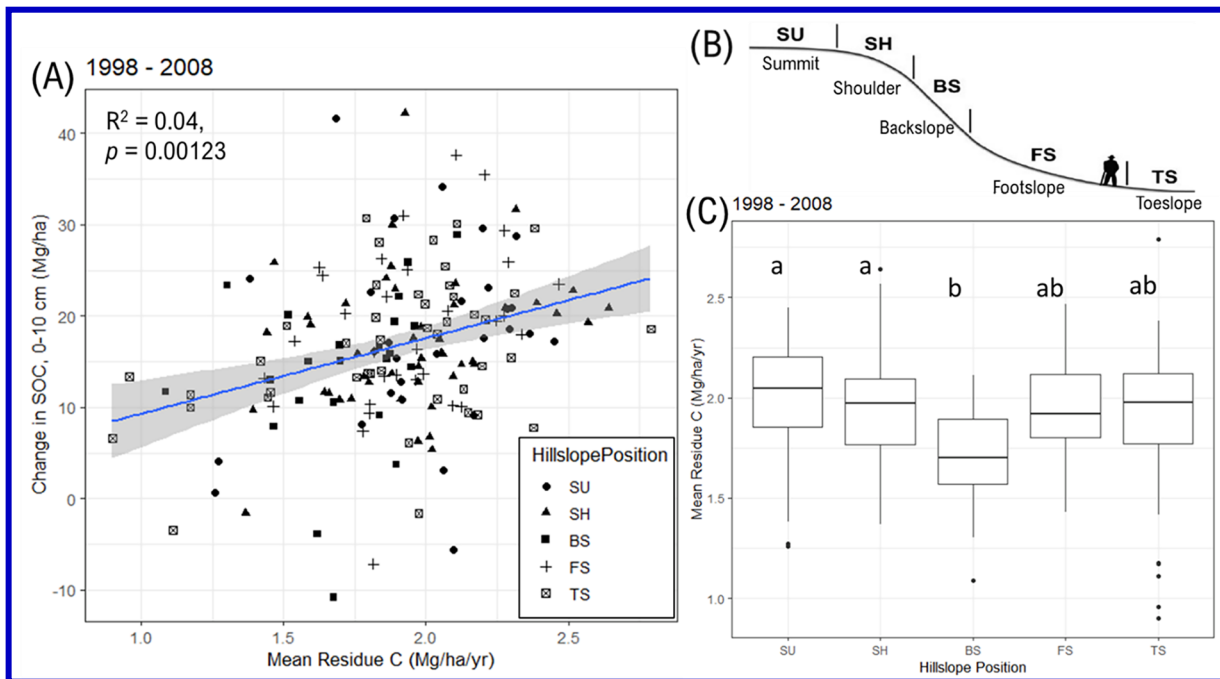 (A)
1998 - 2008
R² = 0.04,
p = 0.00123
Change in SOC, 0-10 cm (Mg/ha)
40
30
20
10
0
-10
1.0 1.5 2.0 2.5
Mean Residue C (Mg/ha/yr)
HillslopePosition
SU
SH
BS
FS
TS
(B)
SU
Summit
SH
Shoulder
BS
Backslope
FS
Footslope
TS
Toeslope
(C)
1998 - 2008
Mean Residue C (Mg/ha/yr)
2.5
2.0
1.5
1.0
a a b ab ab
SU SH BS FS TS
Hillslope Position